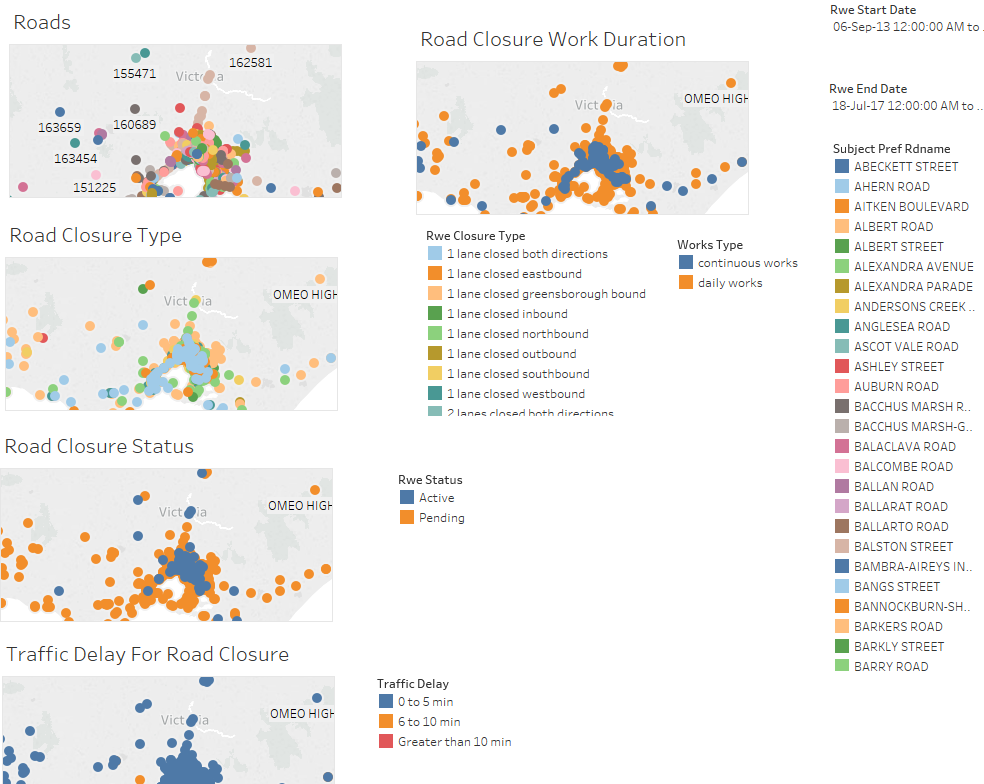 Roads
162581
155471
Victoria
160689
163659
163454
151225
Road Closure Work Duration
Victoria
OMEO HIGH
Road Closure Type
OMEO HIGH
Victoria
Rwe Closure Type
1 lane closed both directions
1 lane closed eastbound
1 lane closed greensborough bound
1 lane closed inbound
1 lane closed northbound
1 lane closed outbound
1 lane closed southbound
1 lane closed westbound
2 lanes closed both directions
Works Type
continuous works
daily works
Road Closure Status
Victoria
OMEO HIGH
Rwe Status
Active
Pending
Traffic Delay For Road Closure
Victoria
OMEO HIGH
Traffic Delay
0 to 5 min
6 to 10 min
Greater than 10 min
Rwe Start Date
06-Sep-13 12:00:00 AM to .
Rwe End Date
18-Jul-17 12:00:00 AM to ..
Subject Pref Rdname
ABECKETT STREET
AHERN ROAD
AITKEN BOULEVARD
ALBERT ROAD
ALBERT STREET
ALEXANDRA AVENUE
ALEXANDRA PARADE
ANDERSONS CREEK ..
ANGLESEA ROAD
ASCOT VALE ROAD
ASHLEY STREET
AUBURN ROAD
BACCHUS MARSH R..
BACCHUS MARSH-G..
BALACLAVA ROAD
BALCOMBE ROAD
BALLAN ROAD
BALLARAT ROAD
BALLARTO ROAD
BALSTON STREET
BAMBRA-AIREYS IN..
BANGS STREET
BANNOCKBURN-SH..
BARKERS ROAD
BARKLY STREET
BARRY ROAD